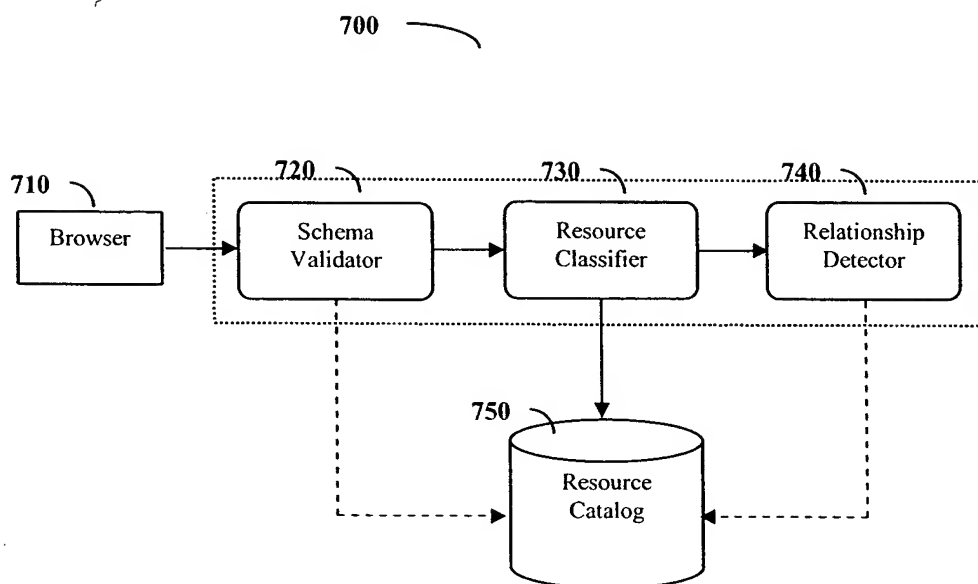 700
710
720
730
740
Browser
Schema
Validator
Resource
Classifier
Relationship
Detector
750
Resource
Catalog